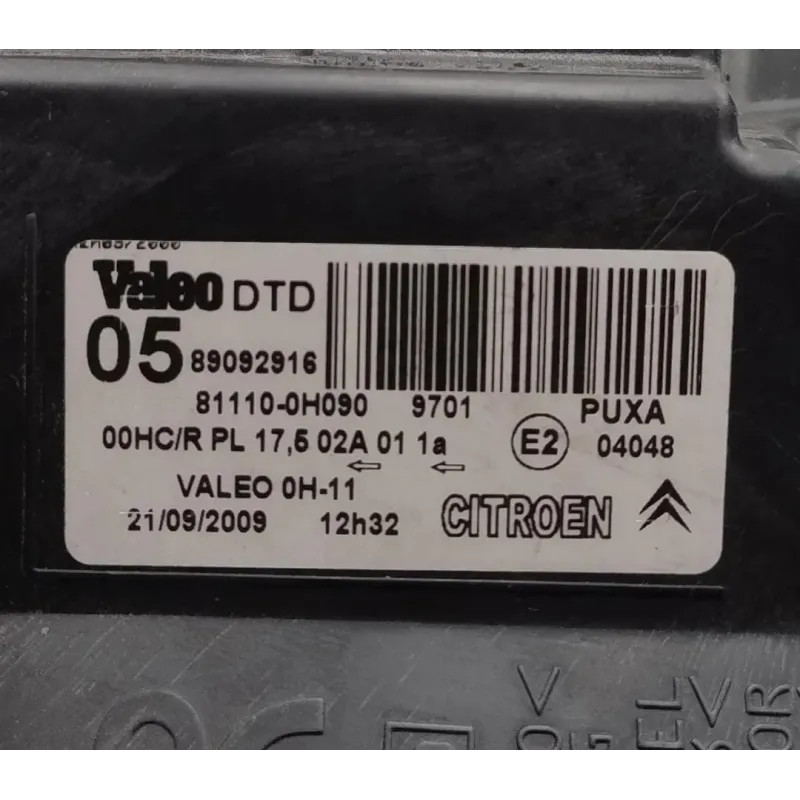 Valeo DTD
05 89092916
81110-0H090 9701 PUXA
00HC/R PL 17,5 02A 01 1a E2 04048
VALEO 0H-11
21/09/2009 12h32 CITROEN